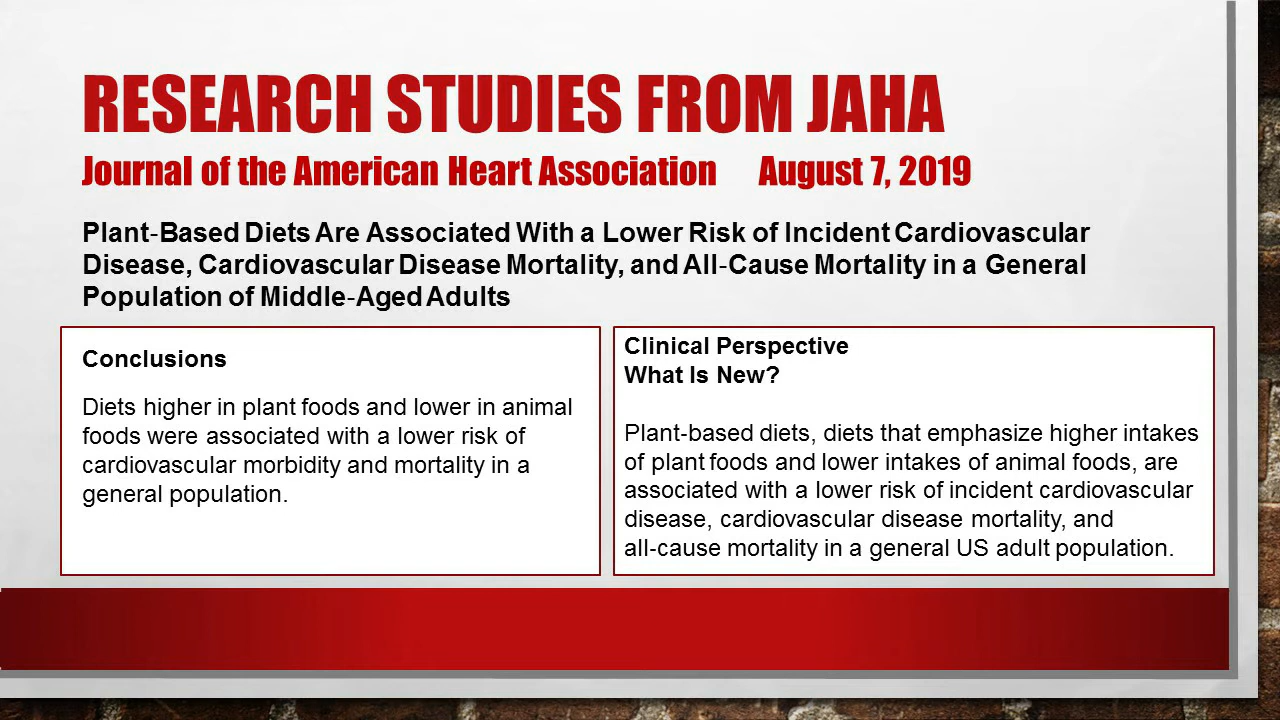 RESEARCH STUDIES FROM JAHA
Journal of the American Heart Association August 7, 2019
Plant-Based Diets Are Associated With a Lower Risk of Incident Cardiovascular
Disease, Cardiovascular Disease Mortality, and All-Cause Mortality in a General
Population of Middle-Aged Adults
Conclusions
Diets higher in plant foods and lower in animal
foods were associated with a lower risk of
cardiovascular morbidity and mortality in a
general population.
Clinical Perspective
What Is New?
Plant-based diets, diets that emphasize higher intakes
of plant foods and lower intakes of animal foods, are
associated with a lower risk of incident cardiovascular
disease, cardiovascular disease mortality, and
all-cause mortality in a general US adult population.